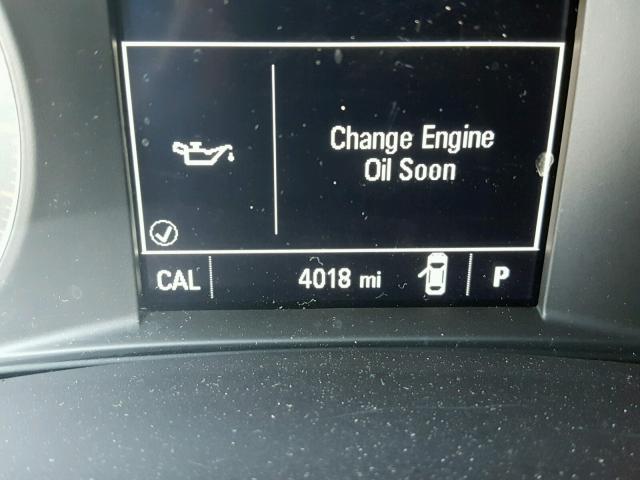 Change Engine
Oil Soon
CAL
4018 mi
P